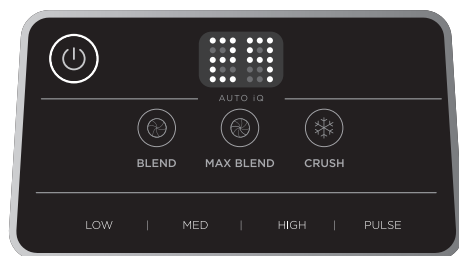 AUTO iQ
BLEND MAX BLEND CRUSH
LOW | MED | HIGH | PULSE